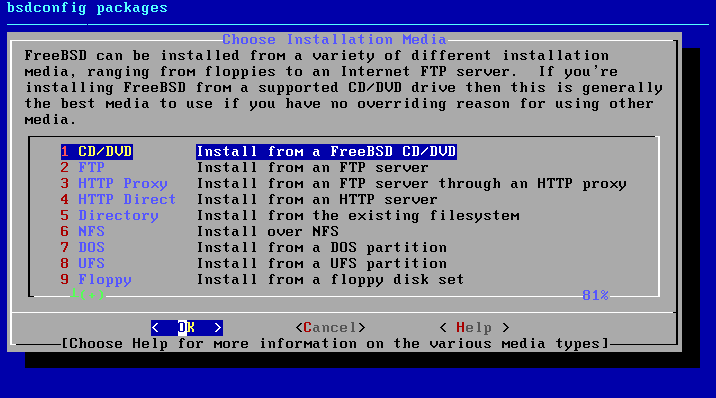 bsdconfig packages
Choose Installation Media
FreeBSD can be installed from a variety of different installation
media, ranging from floppies to an Internet FTP server.  If you're
installing FreeBSD from a supported CD/DVD drive then this is generally
the best media to use if you have no overriding reason for using other
media.
1 CD/DVD Install from a FreeBSD CD/DVD
2 FTP Install from an FTP server
3 HTTP Proxy Install from an FTP server through an HTTP proxy
4 HTTP Direct Install from an HTTP server
5 Directory Install from the existing filesystem
6 NFS Install over NFS
7 DOS Install from a DOS partition
8 UFS Install from a UFS partition
9 Floppy Install from a floppy disk set
┴(+) 81%
<  OK  > <Cancel> < Help >
[Choose Help for more information on the various media types]